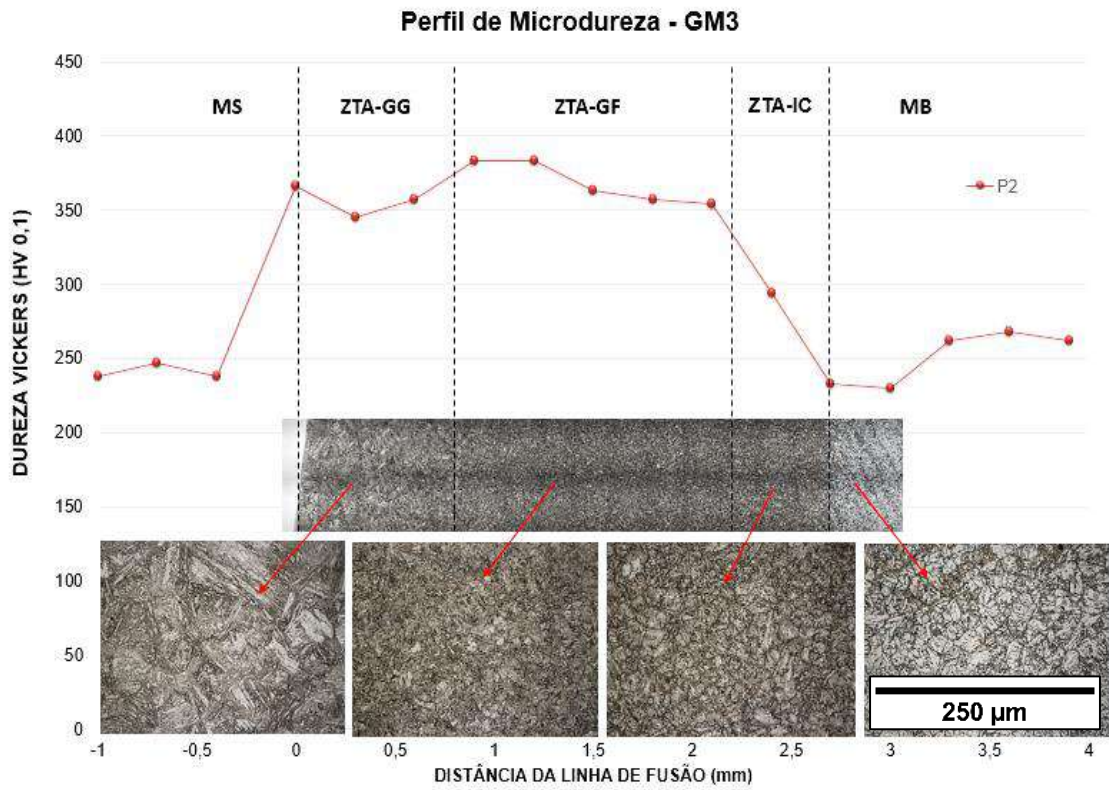 Perfil de Microdureza - GM3
450
400
350
300
250
200
150
100
50
0
DUREZA VICKERS (HV 0,1)
MS
ZTA-GG
ZTA-GF
ZTA-IC
MB
P2
250 µm
-1
-0,5
0
0,5
1
1,5
2
2,5
3
3,5
4
DISTÂNCIA DA LINHA DE FUSÃO (mm)